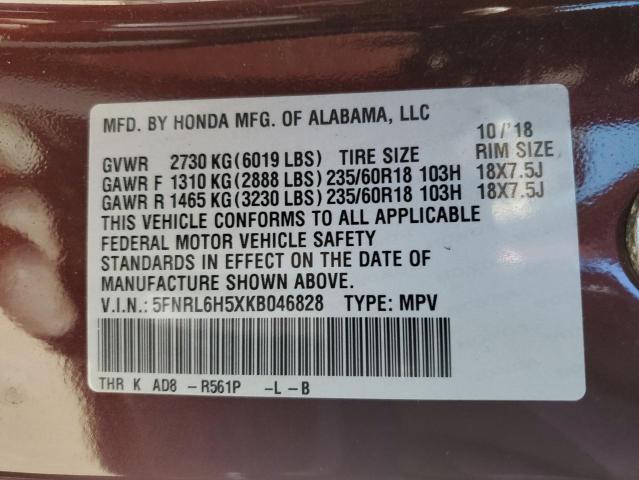 MFD. BY HONDA MFG. OF ALABAMA, LLC 10/'18
GVWR 2730 KG(6019 LBS) TIRE SIZE RIM SIZE
GAWR F 1310 KG(2888 LBS)235/60R18 103H 18X7.5J
GAWR R 1465 KG(3230 LBS)235/60R18 103H 18X7.5J
THIS VEHICLE CONFORMS TO ALL APPLICABLE
FEDERAL MOTOR VEHICLE SAFETY
STANDARDS IN EFFECT ON THE DATE OF
MANUFACTURE SHOWN ABOVE.
V.I.N.: 5FNRL6H5XKB046828 TYPE: MPV
THR K AD8 - R561P -L - B